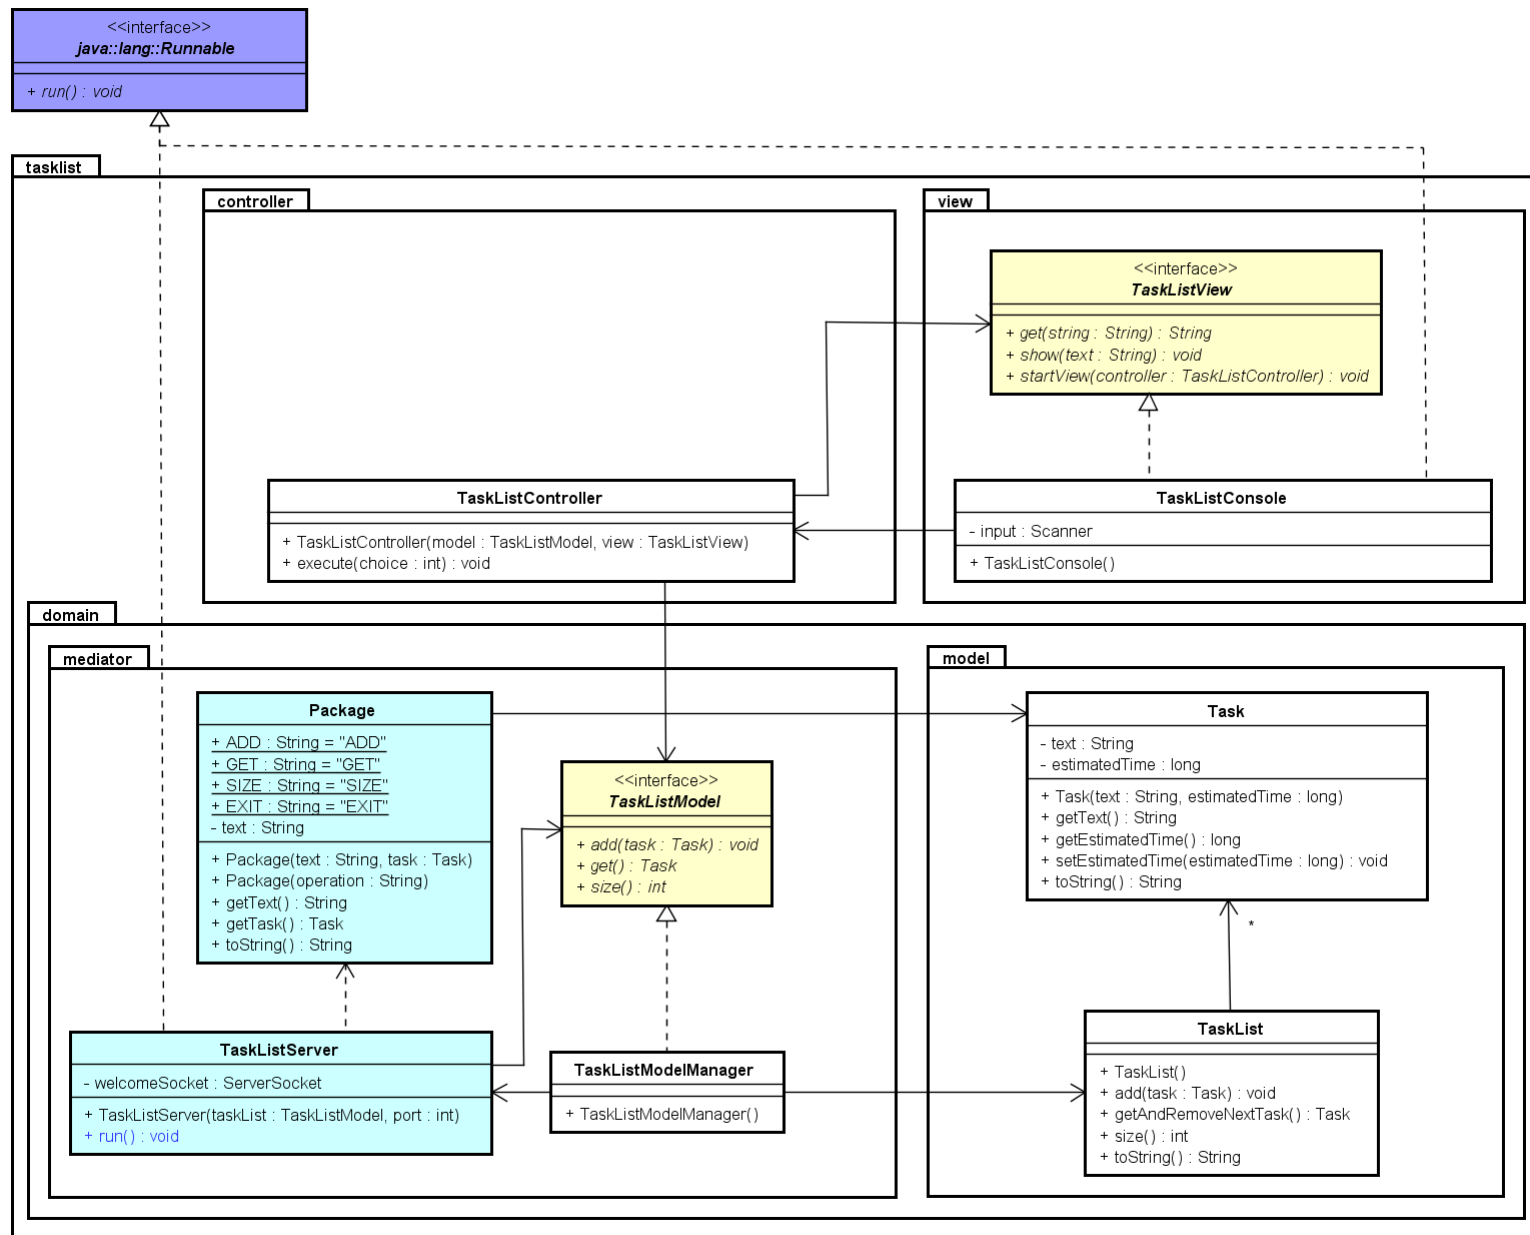 <<interface>>
java::lang::Runnable
+ run() : void
tasklist
controller
view
<<interface>>
TaskListView
+ get(string : String) : String
+ show(text : String) : void
+ startView(controller : TaskListController) : void
TaskListController
+ TaskListController(model : TaskListModel, view : TaskListView)
+ execute(choice : int) : void
TaskListConsole
- input : Scanner
+ TaskListConsole()
domain
mediator
model
Package
+ ADD : String = "ADD"
+ GET : String = "GET"
+ SIZE : String = "SIZE"
+ EXIT : String = "EXIT"
- text : String
+ Package(text : String, task : Task)
+ Package(operation : String)
+ getText() : String
+ getTask() : Task
+ toString() : String
<<interface>>
TaskListModel
+ add(task : Task) : void
+ get() : Task
+ size() : int
Task
- text : String
- estimatedTime : long
+ Task(text : String, estimatedTime : long)
+ getText() : String
+ getEstimatedTime() : long
+ setEstimatedTime(estimatedTime : long) : void
+ toString() : String
*
TaskListServer
- welcomeSocket : ServerSocket
+ TaskListServer(taskList : TaskListModel, port : int)
+ run() : void
TaskListModelManager
+ TaskListModelManager()
TaskList
+ TaskList()
+ add(task : Task) : void
+ getAndRemoveNextTask() : Task
+ size() : int
+ toString() : String